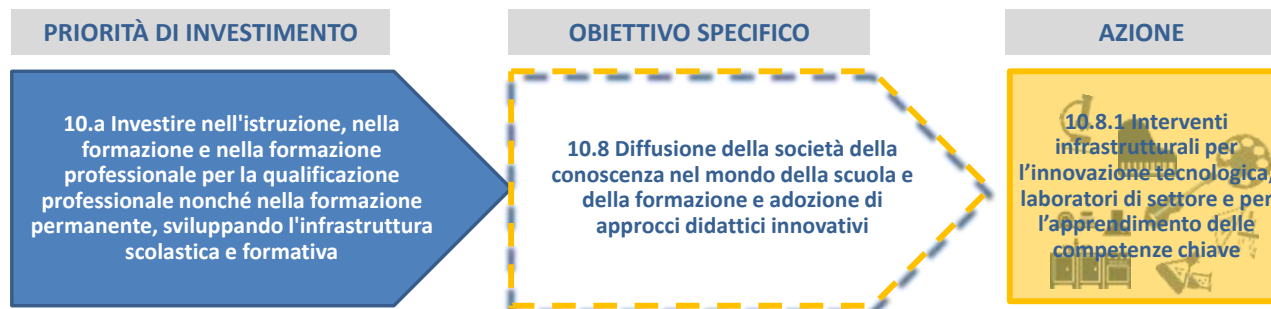 PRIORITÀ DI INVESTIMENTO
OBIETTIVO SPECIFICO
AZIONE
10.a Investire nell'istruzione, nella
formazione e nella formazione
professionale per la qualificazione
professionale nonché nella formazione
permanente, sviluppando l'infrastruttura
scolastica e formativa
10.8 Diffusione della società della
conoscenza nel mondo della scuola e
della formazione e adozione di
approcci didattici innovativi
10.8.1 Interventi
infrastrutturali per
l’innovazione tecnologica,
laboratori di settore e per
l’apprendimento delle
competenze chiave